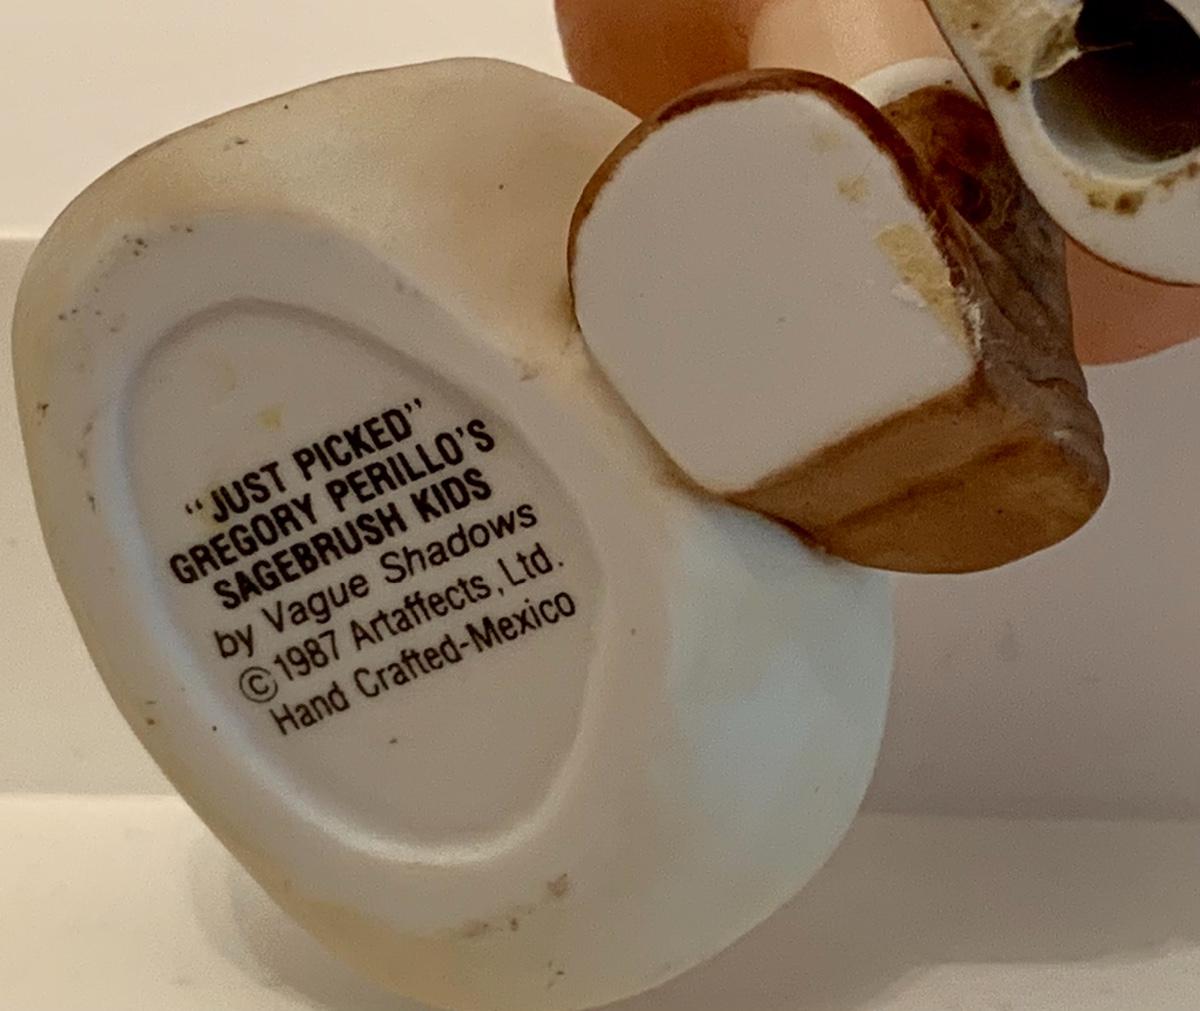 “JUST PICKED”
GREGORY PERILLO'S
SAGEBRUSH KIDS
by Vague Shadows
©1987 Artaffects, Ltd.
Hand Crafted-Mexico